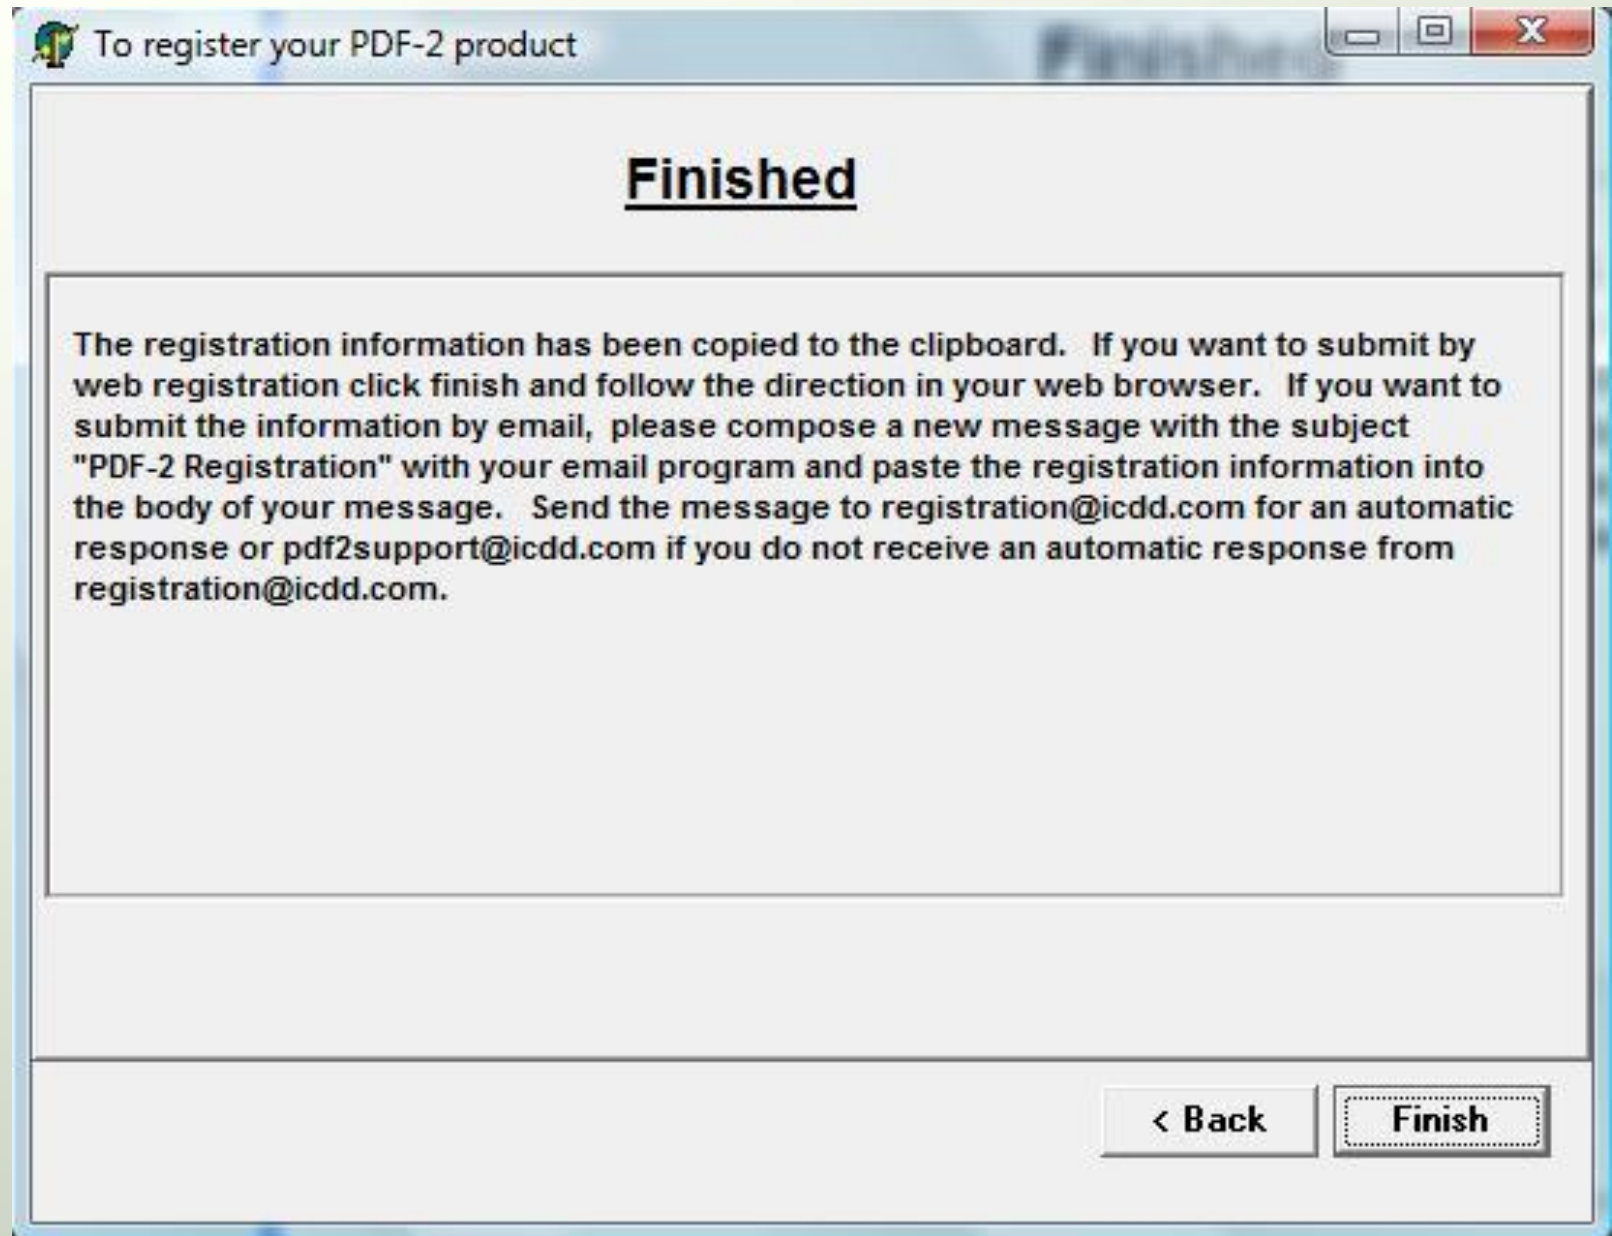 To register your PDF-2 product
Finished
X
Finished
The registration information has been copied to the clipboard.   If you want to submit by
web registration click finish and follow the direction in your web browser.   If you want to
submit the information by email,  please compose a new message with the subject
"PDF-2 Registration" with your email program and paste the registration information into
the body of your message.   Send the message to registration@icdd.com for an automatic
response or pdf2support@icdd.com if you do not receive an automatic response from
registration@icdd.com.
< Back
Finish